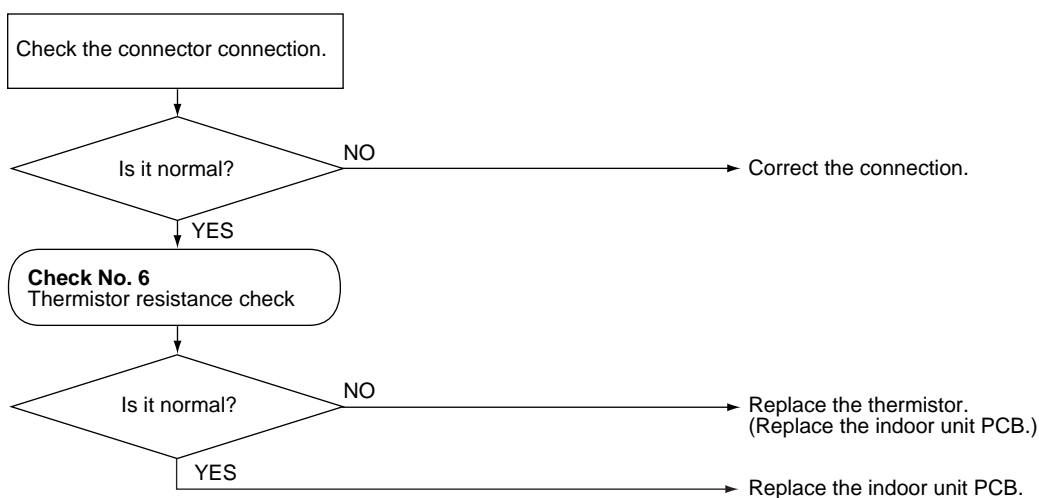 Check the connector connection.
Is it normal?
NO
Correct the connection.
YES
Check No. 6
Thermistor resistance check
Is it normal?
NO
Replace the thermistor.
(Replace the indoor unit PCB.)
YES
Replace the indoor unit PCB.